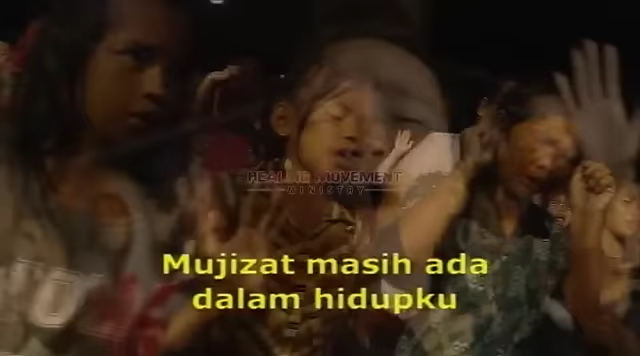 HEALING MOVEMENT
MINISTRY
Mujizat masih ada
dalam hidupku